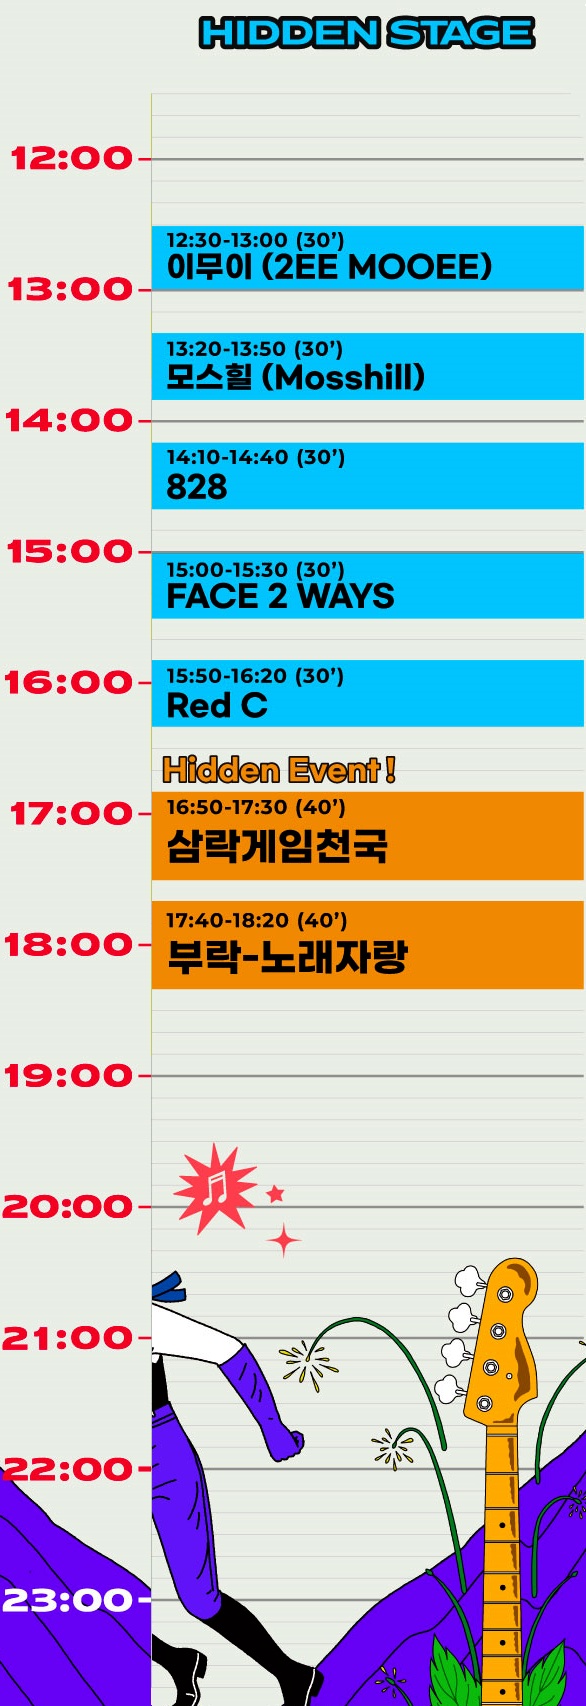 HIDDEN STAGE
12:00
12:30-13:00 (30’)
이무이 (2EE MOOEE)
13:00
13:20-13:50 (30’)
모스힐 (Mosshill)
14:00
14:10-14:40 (30’)
828
15:00
15:00-15:30 (30’)
FACE 2 WAYS
15:50-16:20 (30’)
16:00
Red C
Hidden Event!
16:50-17:30 (40’)
17:00
삼락게임천국
17:40-18:20 (40’)
18:00
부락-노래자랑
19:00
20:00
21:00
22:00
23:00